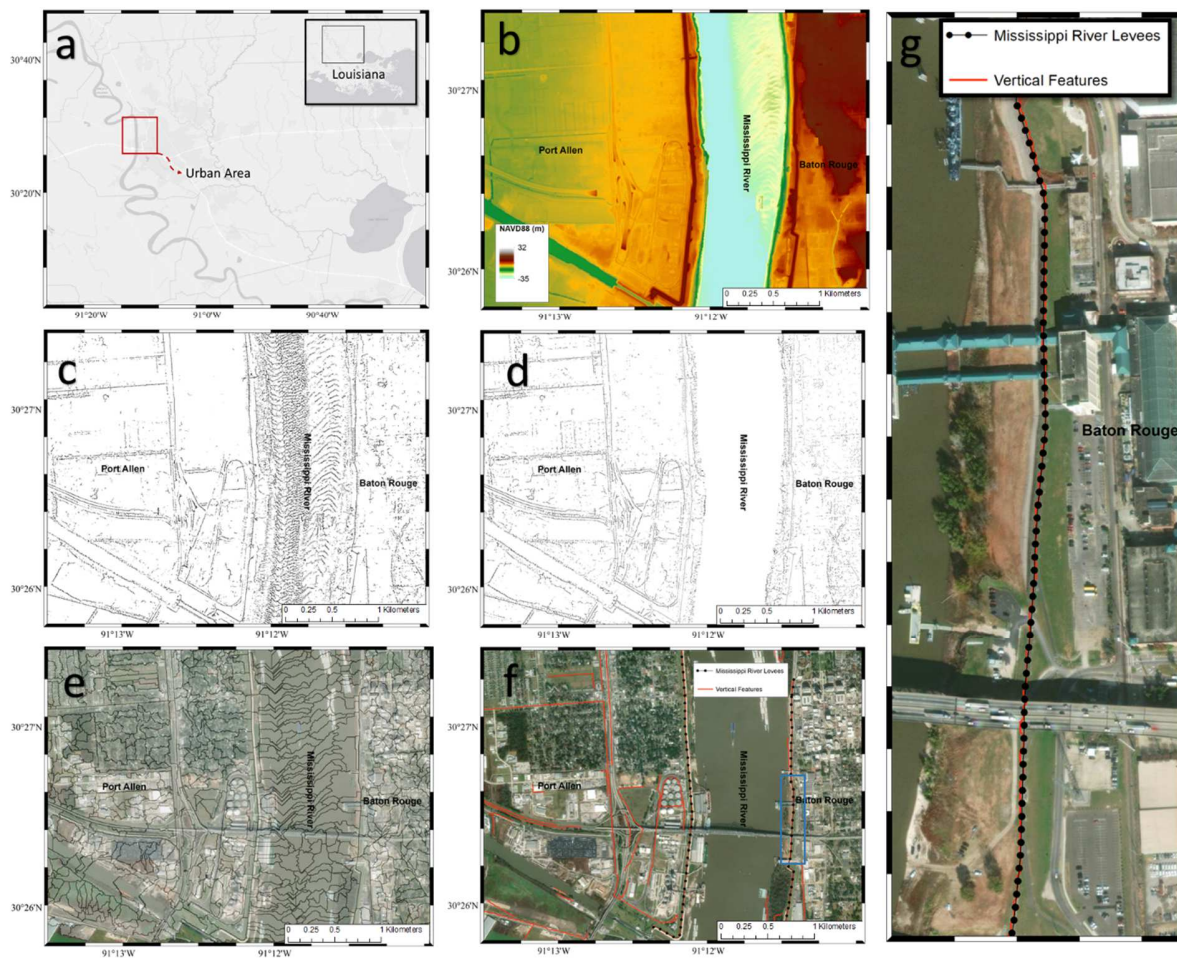 a
Louisiana
Urban Area
30°40'N
30°20'N
91°20'W
91°0'W
90°40'W
b
Port Allen
Mississippi River
Baton Rouge
NAVD88 (m)
32
-35
0 0.25 0.5 1 Kilometers
30°27'N
30°26'N
91°13'W
91°12'W
c
Port Allen
Mississippi River
Baton Rouge
0 0.25 0.5 1 Kilometers
30°27'N
30°26'N
91°13'W
91°12'W
d
Port Allen
Mississippi River
Baton Rouge
0 0.25 0.5 1 Kilometers
30°27'N
30°26'N
91°13'W
91°12'W
e
Port Allen
Mississippi River
Baton Rouge
0 0.25 0.5 1 Kilometers
30°27'N
30°26'N
91°13'W
91°12'W
f
Mississippi River Levees
Vertical Features
Port Allen
Mississippi River
Baton Rouge
0 0.25 0.5 1 Kilometers
30°27'N
30°26'N
91°13'W
91°12'W
g
Mississippi River Levees
Vertical Features
Baton Rouge